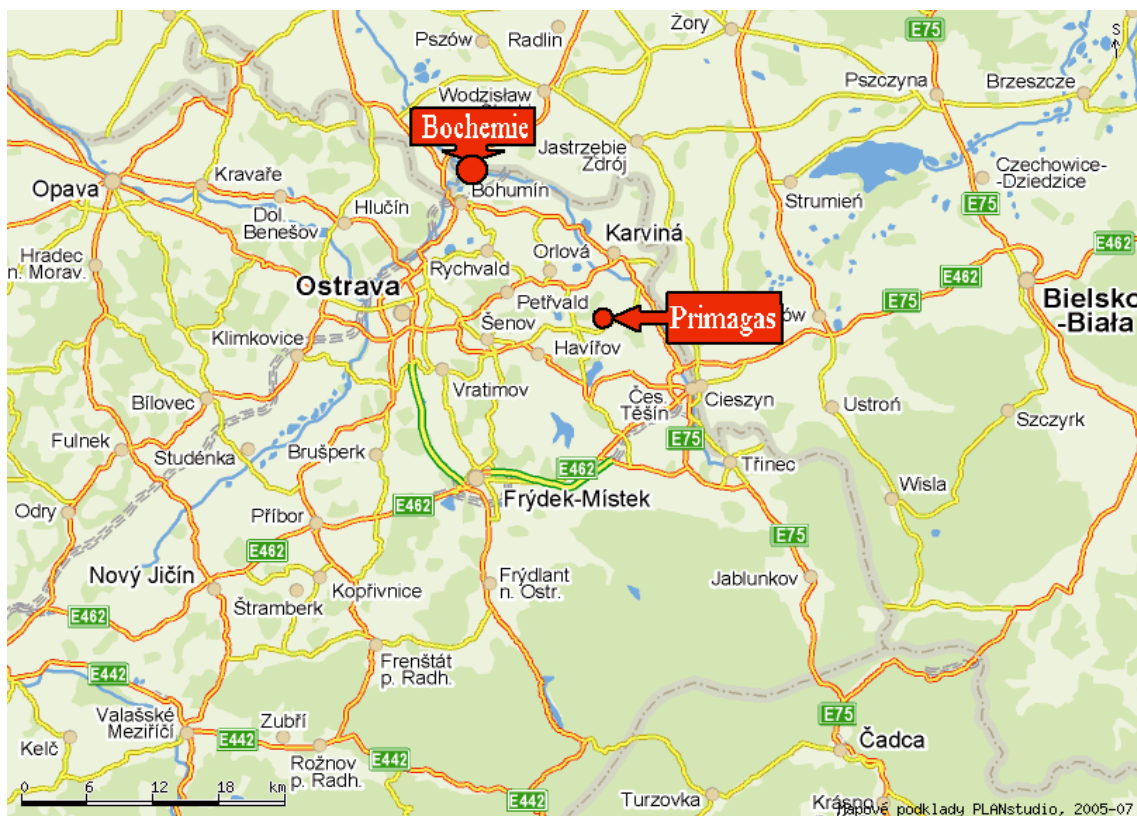 Pszów
Radlin
Żory
E75
S
Wodzisław
Pszczyna
Brzeszcze
Bochemie
Jastrzębie
Zdrój
Czechowice-
-Dziedzice
Opava
Kravaře
Bohumín
Dol.
Benešov
Hlučín
Strumień
E75
Hradec
n. Morav.
Orlová
Karviná
E462
Rychvald
E462
Ostrava
Petřvald
E75
Bielsko
-Biała
Primagas
ów
Šenov
Klimkovice
Havířov
Vratimov
Čes.
Těšín
Cieszyn
Bílovec
Ustroń
Szczyrk
Fulnek
Studénka
Brušperk
E75
E462
Třinec
Wisla
Odry
Příbor
E462
Frýdek-Místek
E75
E462
Nový Jičín
Štramberk
Kopřivnice
Frýdlant
n. Ostr.
Jablunkov
E462
Frenštát
p. Radh.
E442
Valašské
Meziříčí
Zubří
E75
Kelč
E442
Rožnov
p. Radh.
E442
Čadca
0 6 12 18 km
E442
Turzovka
Krásno
Mapové podklady PLANstudio, 2005-07